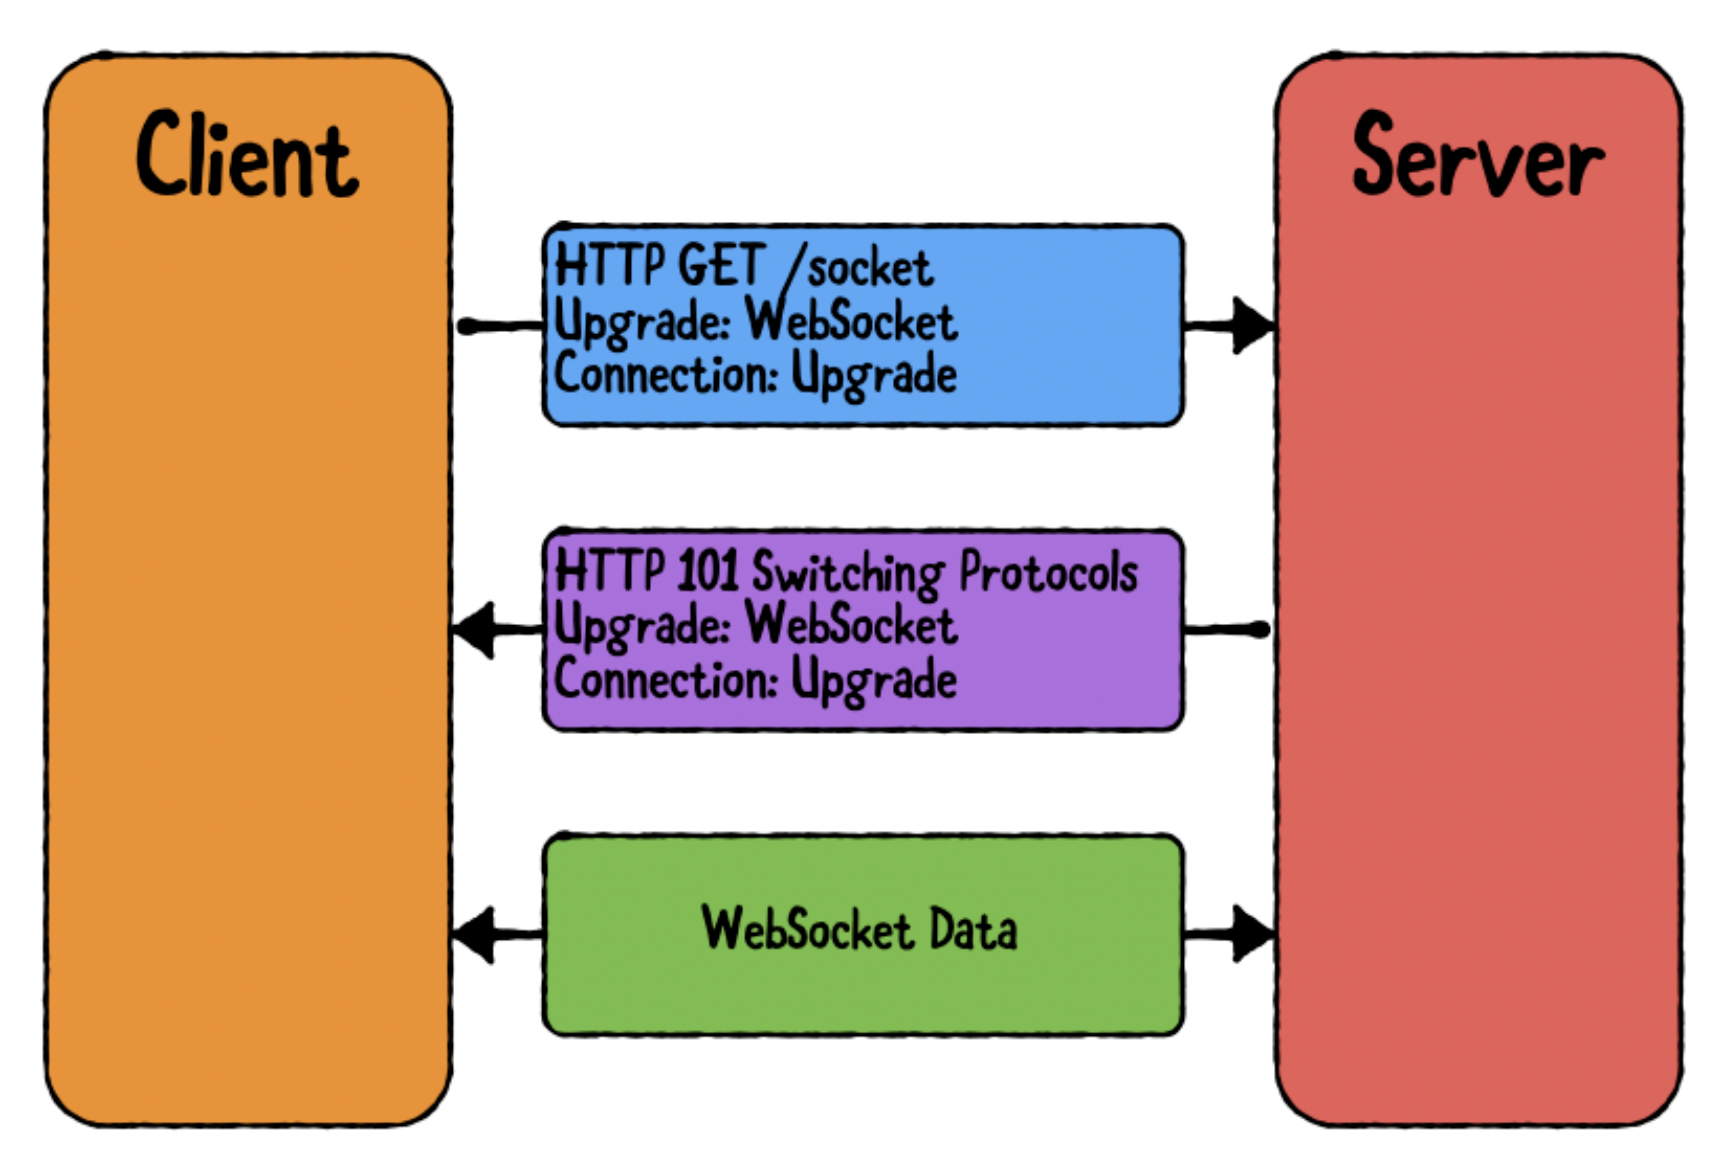 Client
Server
HTTP GET /socket
Upgrade: WebSocket
Connection: Upgrade
HTTP 101 Switching Protocols
Upgrade: WebSocket
Connection: Upgrade
WebSocket Data